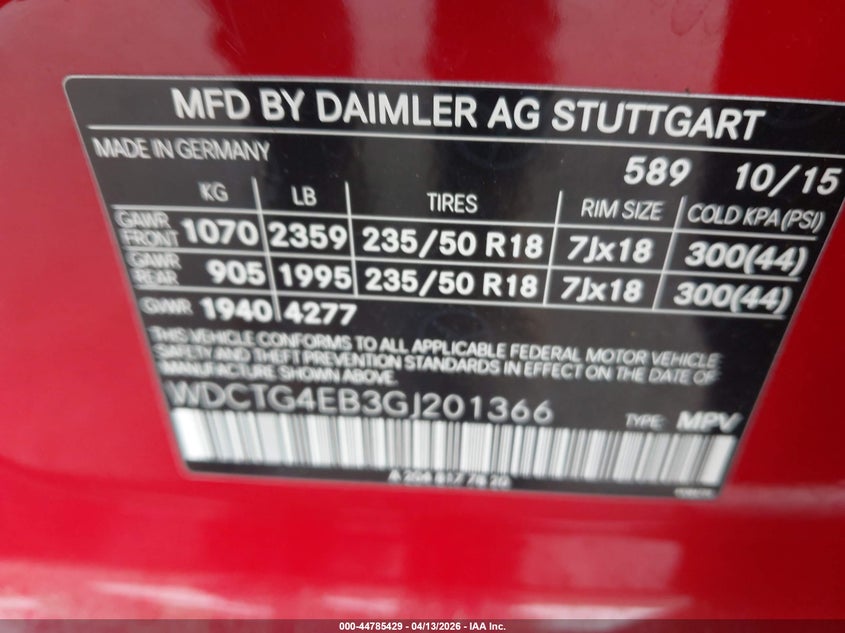 MFD BY DAIMLER AG STUTTGART
MADE IN GERMANY 589 10/15
KG LB TIRES RIM SIZE COLD KPA (PSI)
GAWR FRONT 1070 2359 235/50 R18 7Jx18 300(44)
GAWR REAR 905 1995 235/50 R18 7Jx18 300(44)
GVWR 1940 4277
THIS VEHICLE CONFORMS TO ALL APPLICABLE FEDERAL MOTOR VEHICLE
SAFETY AND THEFT PREVENTION STANDARDS IN EFFECT ON THE DATE OF
MANUFACTURE SHOWN ABOVE.
WDCTG4EB3GJ201366 TYPE: MPV
000-44785429 - 04/13/2026 - IAA Inc.